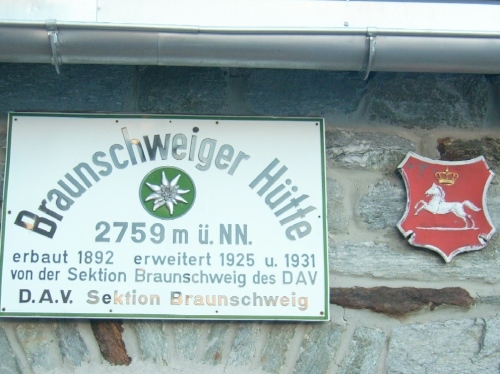 Braunschweiger Hütte
2759 m ü. NN.
erbaut 1892 erweitert 1925 u. 1931
von der Sektion Braunschweig des DAV
D.A.V. Sektion Braunschweig